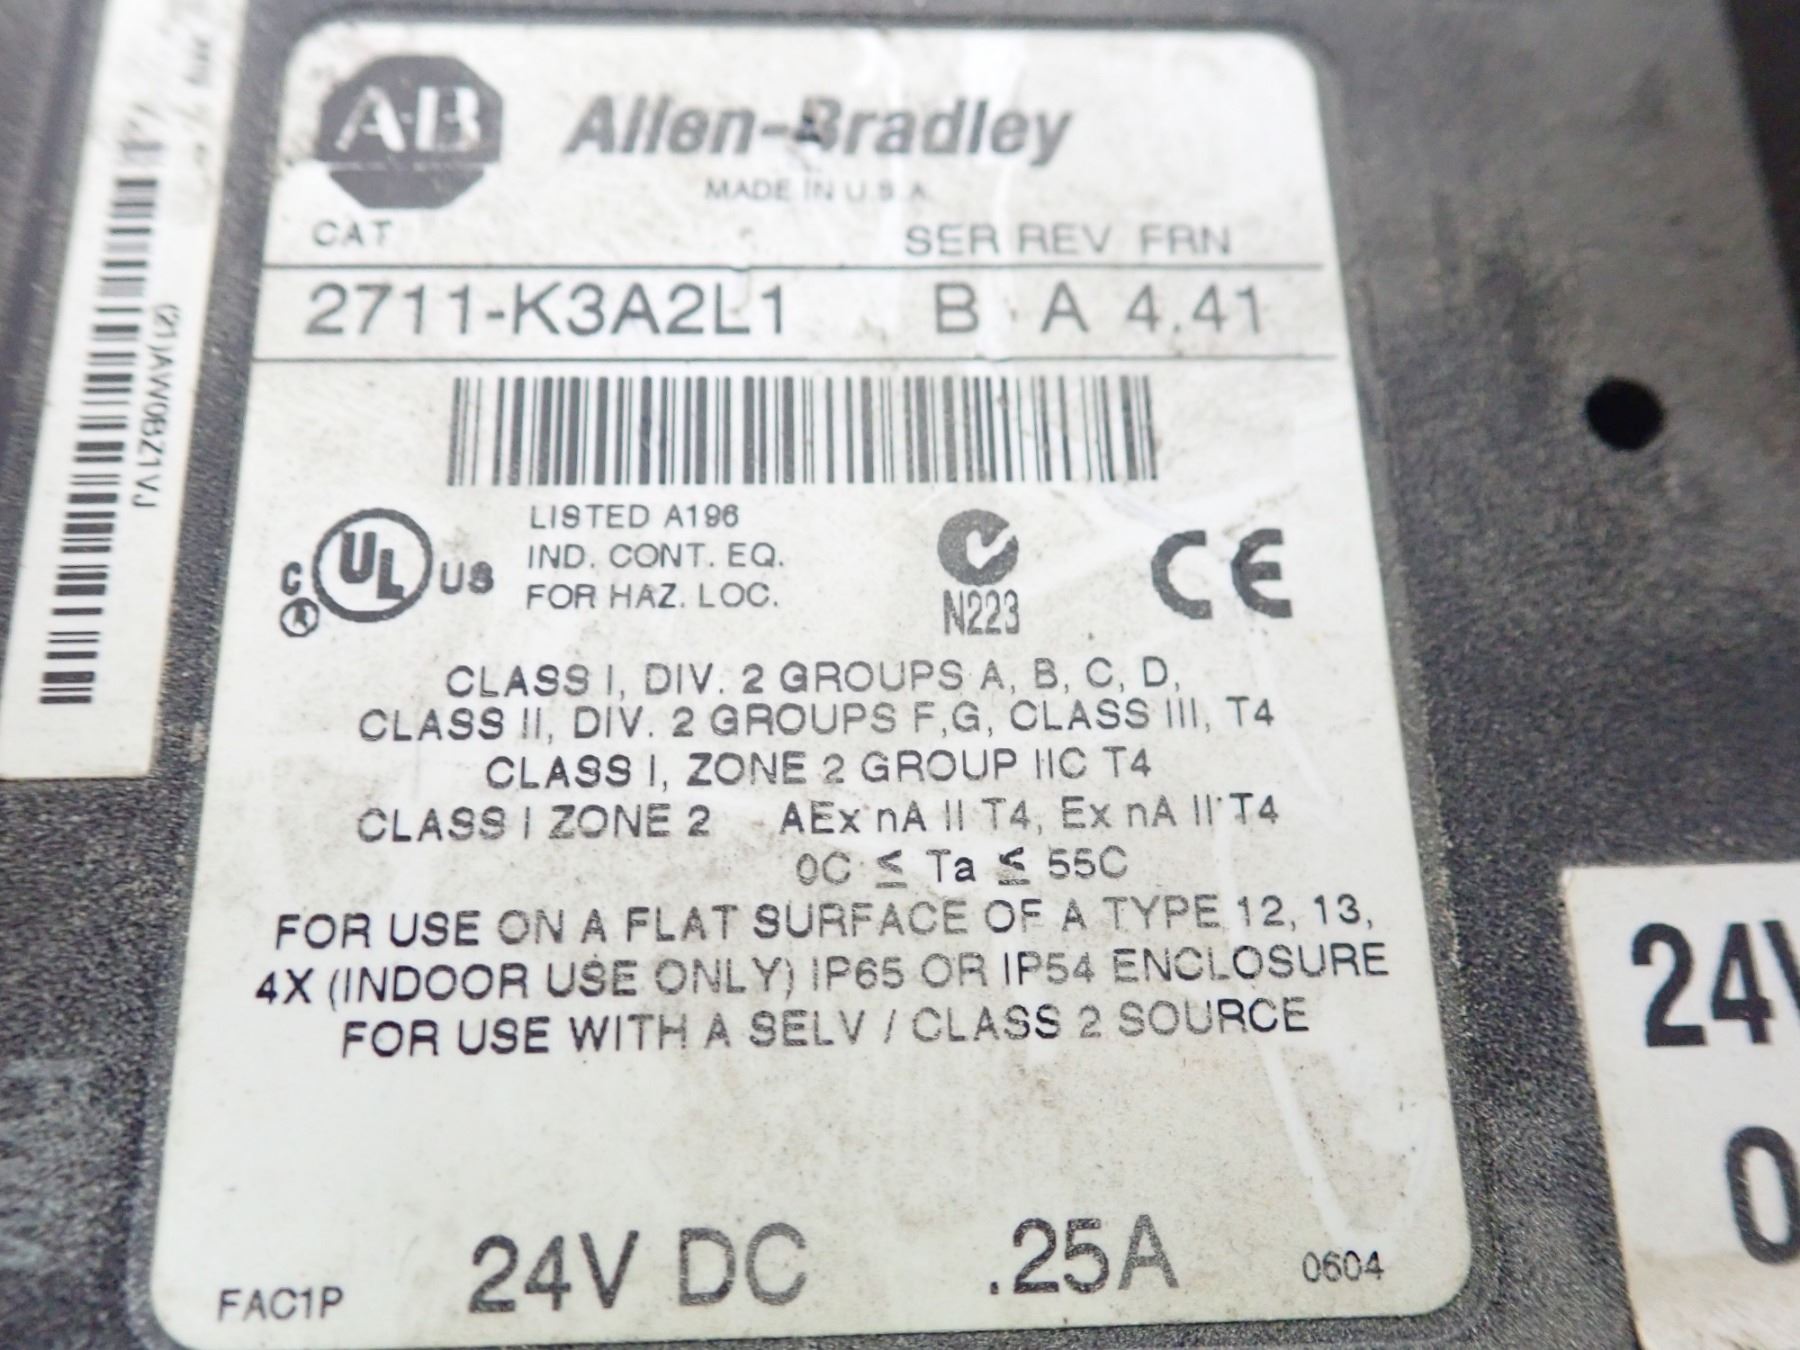 AB Allen-Bradley
MADE IN U.S.A.
CAT SER REV FRN
2711-K3A2L1 B A 4.41
C UL US
LISTED A196
IND. CONT. EQ.
FOR HAZ. LOC.
N223
CE
CLASS I, DIV. 2 GROUPS A, B, C, D,
CLASS II, DIV. 2 GROUPS F,G, CLASS III, T4
CLASS I, ZONE 2 GROUP IIC T4
CLASS I ZONE 2 AEx nA II T4, Ex nA II T4
0C ≤ Ta ≤ 55C
FOR USE ON A FLAT SURFACE OF A TYPE 12, 13,
4X (INDOOR USE ONLY) IP65 OR IP54 ENCLOSURE
FOR USE WITH A SELV / CLASS 2 SOURCE
FAC1P 24V DC .25A 0604
(21)AW0BZ1VJ
24V
0